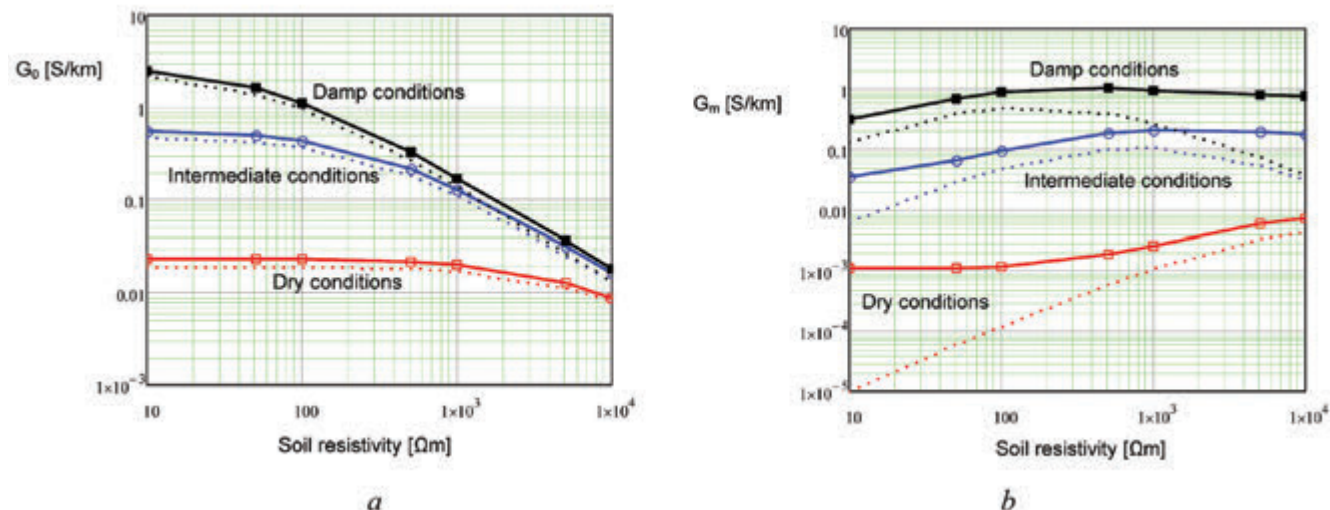 10
G₀ [S/km]
Damp conditions
1
Intermediate conditions
0.1
Dry conditions
0.01
1×10⁻³
10 100 1×10³ 1×10⁴
Soil resistivity [Ωm]
a
10
Damp conditions
Gₘ [S/km]
1
0.1
Intermediate conditions
0.01
1×10⁻³
Dry conditions
1×10⁻⁴
1×10⁻⁵
10 100 1×10³ 1×10⁴
Soil resistivity [Ωm]
b